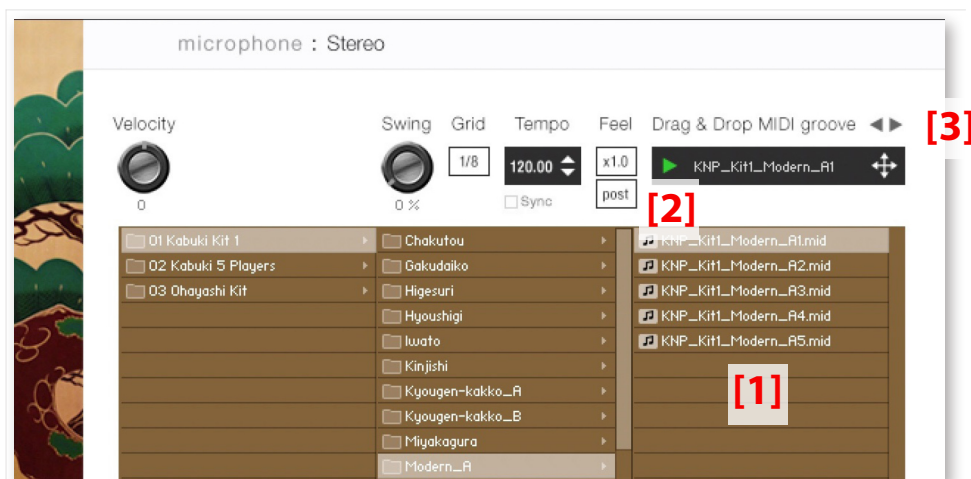 microphone : Stereo
Velocity
Swing Grid Tempo Feel Drag & Drop MIDI groove
[3]
1/8 120.00 x1.0 KNP_Kit1_Modern_A1
0 0 % Sync post
[2]
01 Kabuki Kit 1 Chakutou KNP_Kit1_Modern_A1.mid
02 Kabuki 5 Players Gakudaiko KNP_Kit1_Modern_A2.mid
03 Ohayashi Kit Higesuri KNP_Kit1_Modern_A3.mid
Hyoushigi KNP_Kit1_Modern_A4.mid
Iwato KNP_Kit1_Modern_A5.mid
Kinjishi
Kyougen-kakko_A
[1]
Kyougen-kakko_B
Miyakagura
Modern_A